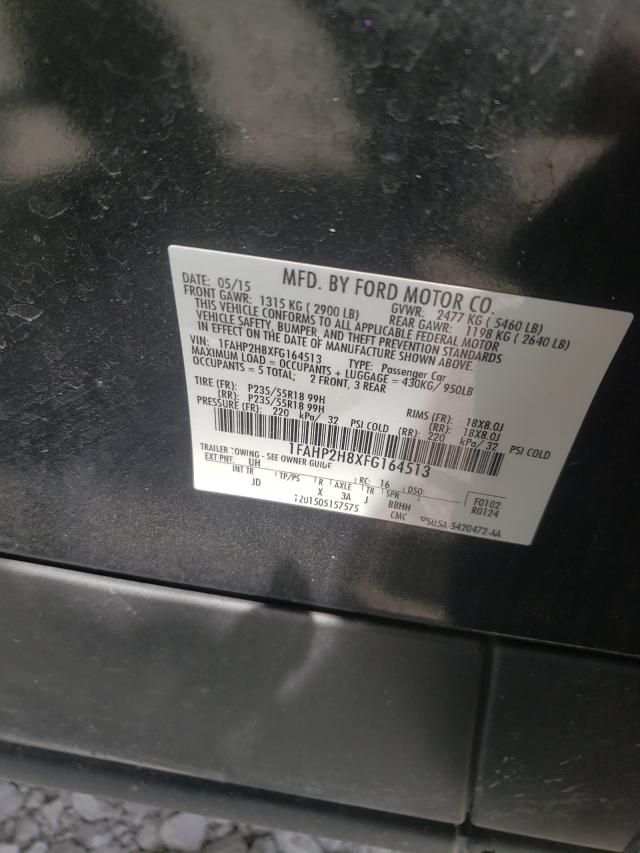 MFD. BY FORD MOTOR CO.
DATE: 05/15 GVWR: 2477 KG ( 5460 LB)
FRONT GAWR: 1315 KG ( 2900 LB) REAR GAWR: 1198 KG ( 2640 LB)
THIS VEHICLE CONFORMS TO ALL APPLICABLE FEDERAL MOTOR
VEHICLE SAFETY, BUMPER, AND THEFT PREVENTION STANDARDS
IN EFFECT ON THE DATE OF MANUFACTURE SHOWN ABOVE.
VIN: 1FAHP2H8XFG164513 TYPE: Passenger Car
MAXIMUM LOAD = OCCUPANTS + LUGGAGE = 430KG/ 950LB
OCCUPANTS = 5 TOTAL; 2 FRONT, 3 REAR
TIRE (FR): P235/55R18 99H RIMS (FR): 18X8.0J
(RR): P235/55R18 99H (RR): 18X8.0J
PRESSURE (FR): 220 kPa/ 32 PSI COLD (RR): 220 kPa/ 32 PSI COLD
1FAHP2H8XFG164513
TRAILER TOWING - SEE OWNER GUIDE
EXT PNT: UH RC: 16 DSO: F0102
INT TR TP/PS R AXLE TR SPR R0124
JD X 3A J BBHH
1201505157575 CMC 5U5A-5420472-AA